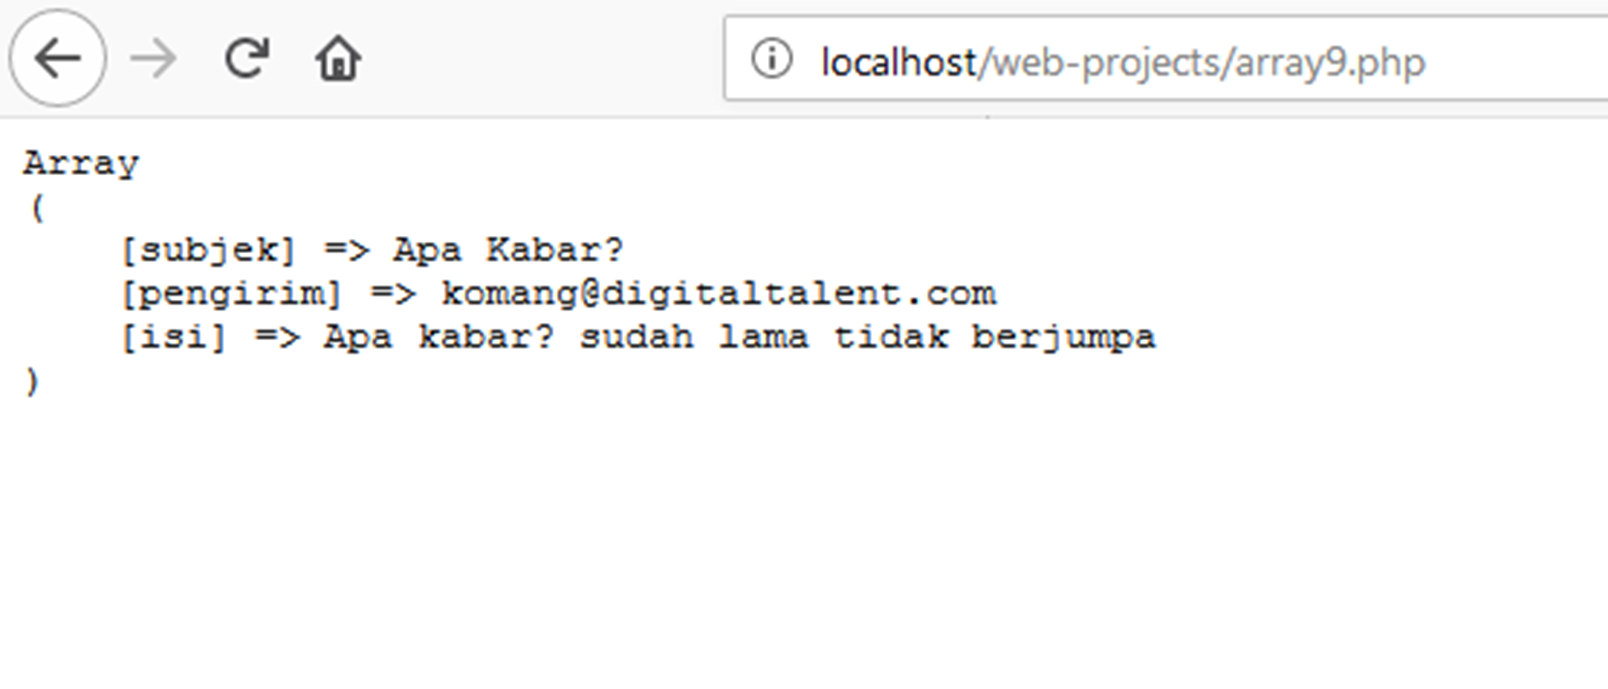 localhost/web-projects/array9.php
Array
(
[subjek] => Apa Kabar?
[pengirim] => komang@digitaltalent.com
[isi] => Apa kabar? sudah lama tidak berjumpa
)